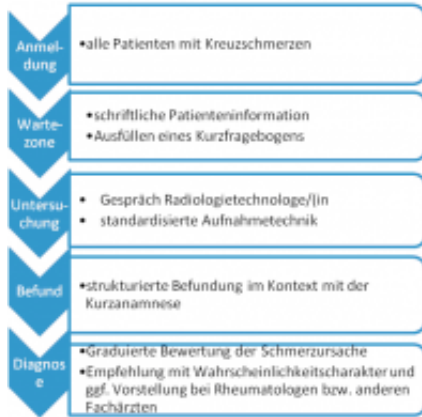 Anmel-
dung
•alle Patienten mit Kreuzschmerzen
Warte-
zone
•schriftliche Patienteninformation
•Ausfüllen eines Kurzfragebogens
Untersu-
chung
• Gespräch Radiologietechnologe/|in
• standardisierte Aufnahmetechnik
Befund
•strukturierte Befundung im Kontext mit der
Kurzanamnese
Diagnos
e
•Graduierte Bewertung der Schmerzursache
•Empfehlung mit Wahrscheinlichkeitscharakter und
ggf. Vorstellung bei Rheumatologen bzw. anderen
Fachärzten